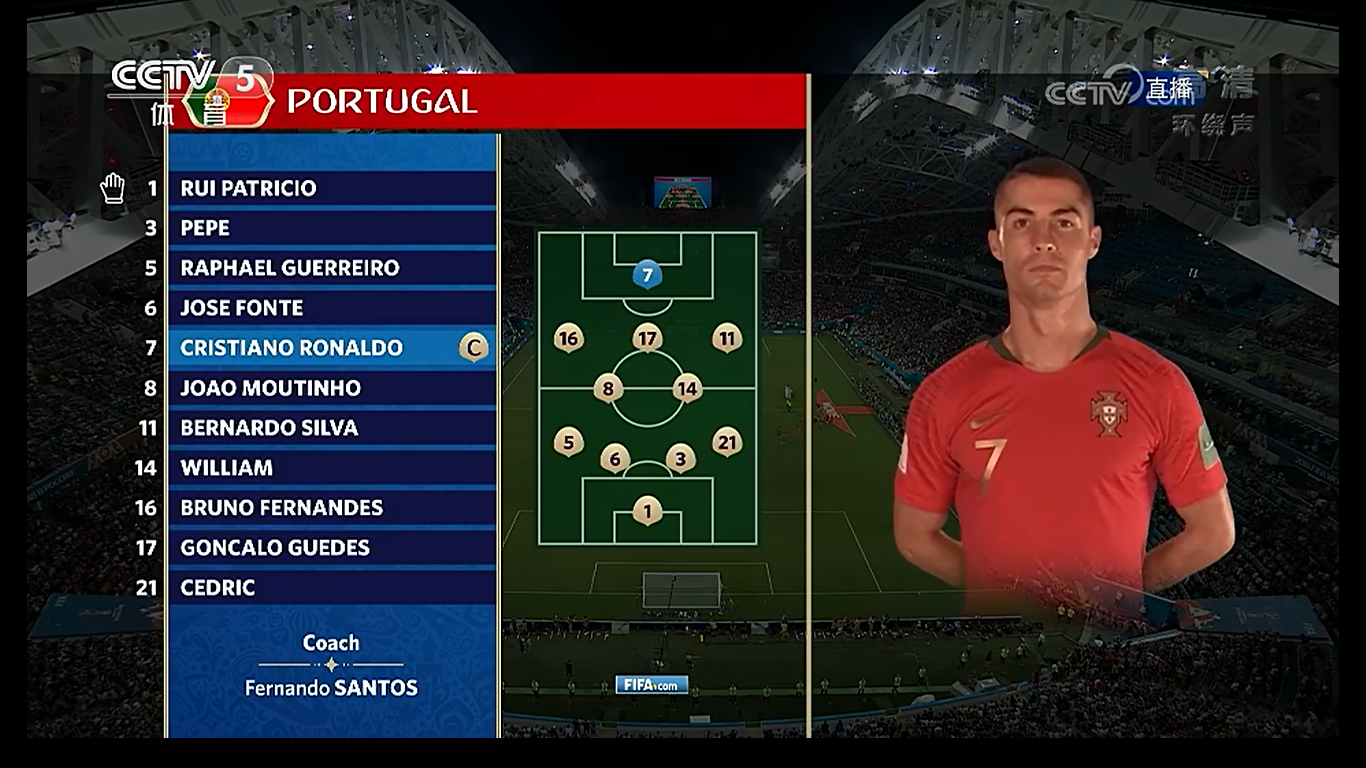 CCTV 5
体育
PORTUGAL
CCTV com
直播
高清
环绕声
1 RUI PATRICIO
3 PEPE
5 RAPHAEL GUERREIRO
6 JOSE FONTE
7 CRISTIANO RONALDO C
8 JOAO MOUTINHO
11 BERNARDO SILVA
14 WILLIAM
16 BRUNO FERNANDES
17 GONCALO GUEDES
21 CEDRIC
Coach
Fernando SANTOS
7
16 17 11
8 14
5 21
6 3
1
FIFA.com
7